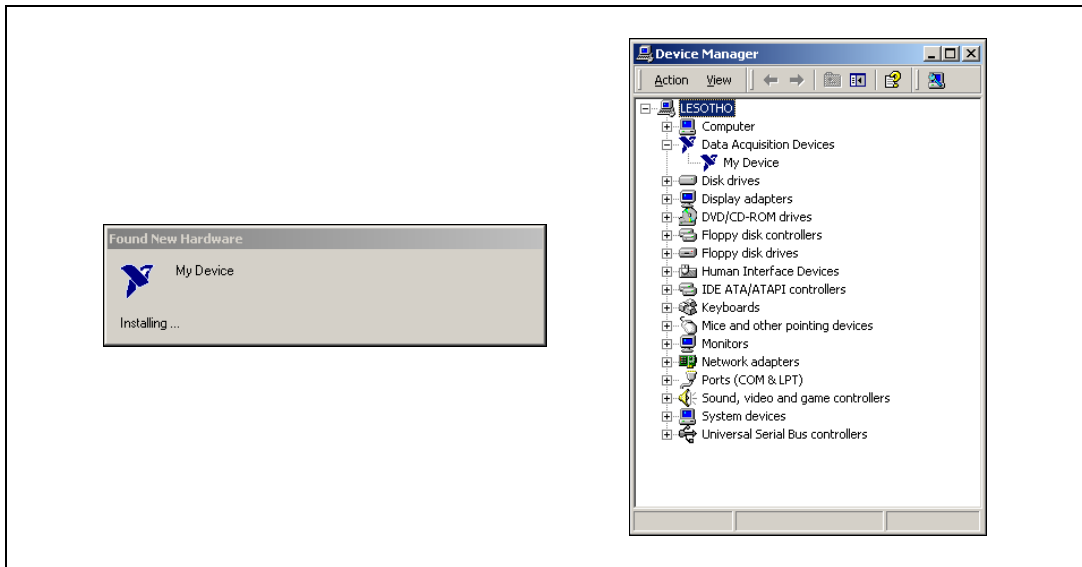 Found New Hardware
My Device
Installing ...
Device Manager
Action View
LESOTHO
Computer
Data Acquisition Devices
My Device
Disk drives
Display adapters
DVD/CD-ROM drives
Floppy disk controllers
Floppy disk drives
Human Interface Devices
IDE ATA/ATAPI controllers
Keyboards
Mice and other pointing devices
Monitors
Network adapters
Ports (COM & LPT)
Sound, video and game controllers
System devices
Universal Serial Bus controllers